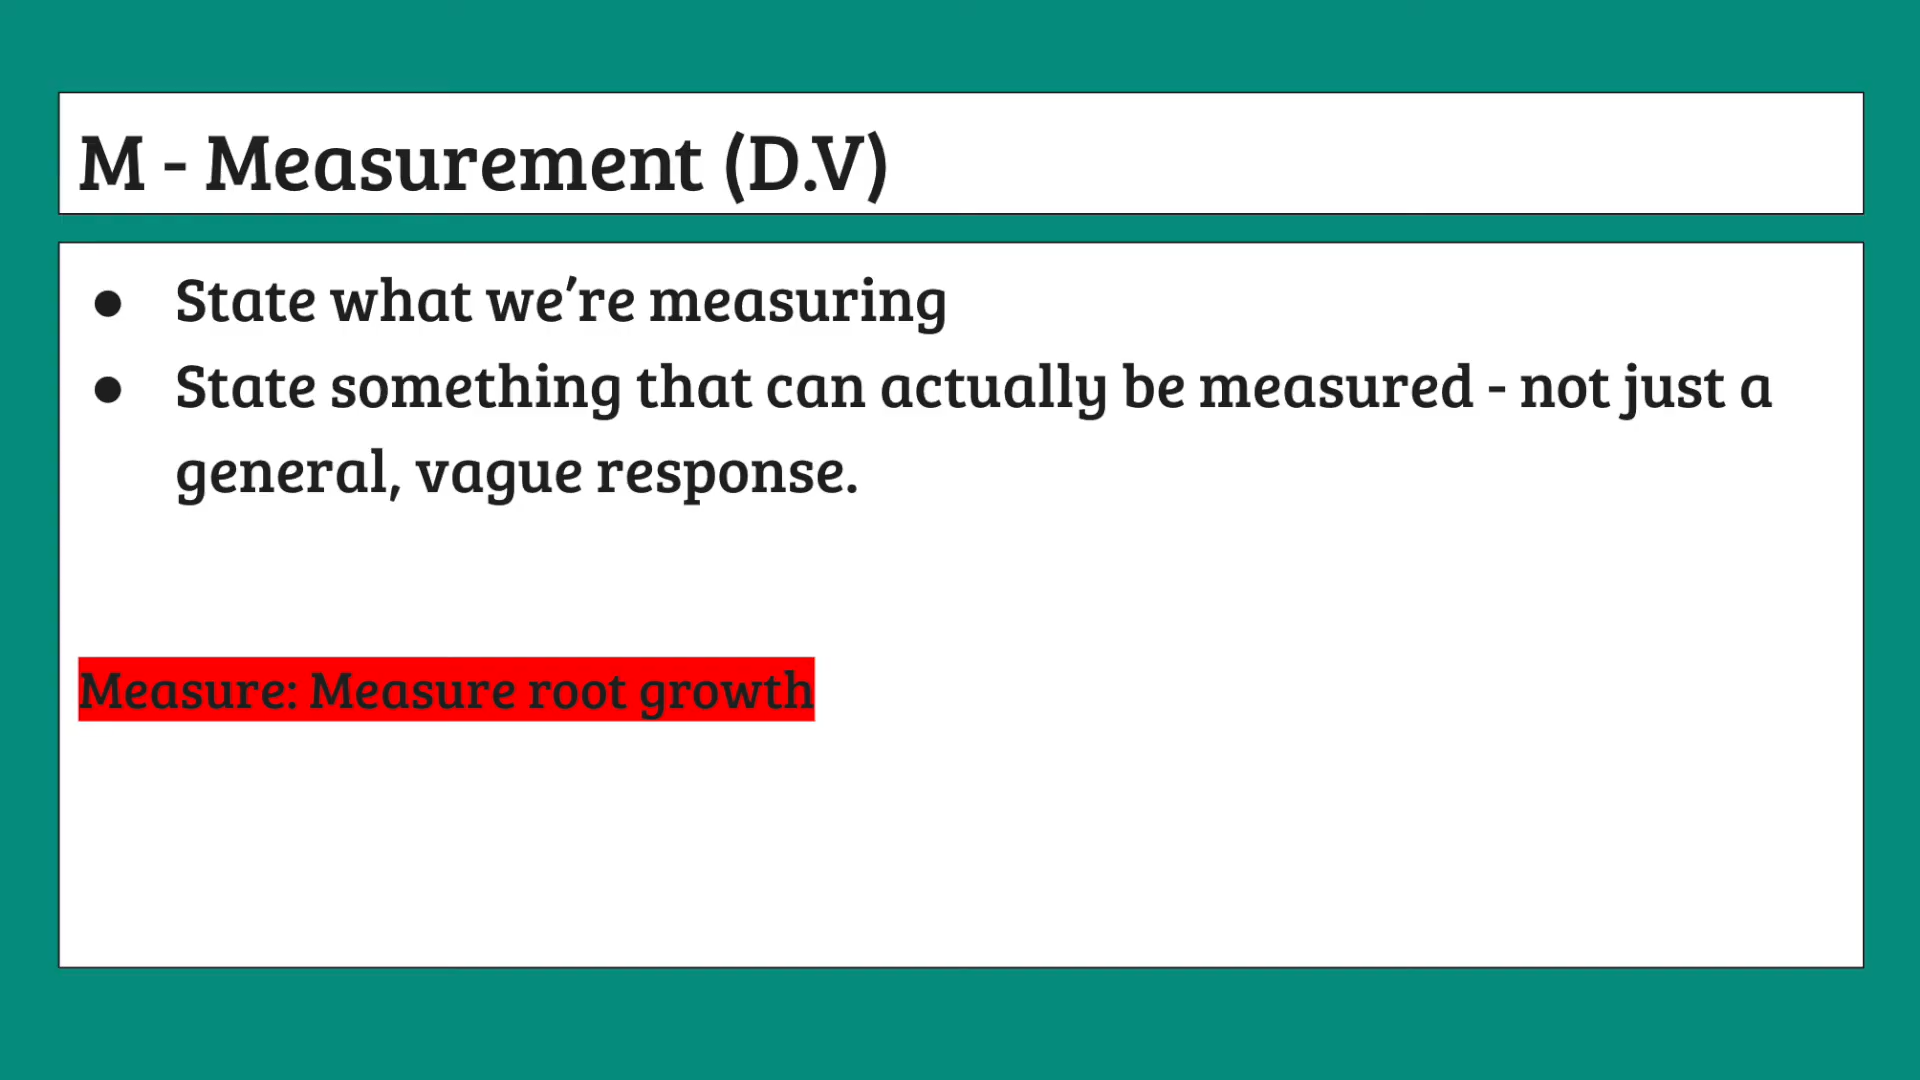 M - Measurement (D.V)
● State what we’re measuring
● State something that can actually be measured - not just a
general, vague response.
Measure: Measure root growth